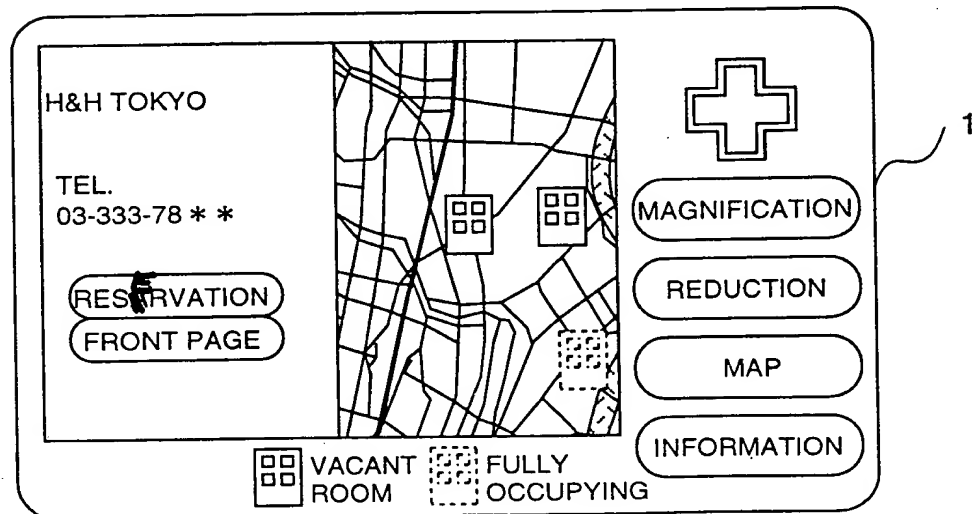 H&H TOKYO
TEL.
03-333-78 * *
RESERVATION
FRONT PAGE
MAGNIFICATION
REDUCTION
MAP
INFORMATION
VACANT
ROOM
FULLY
OCCUPYING
1